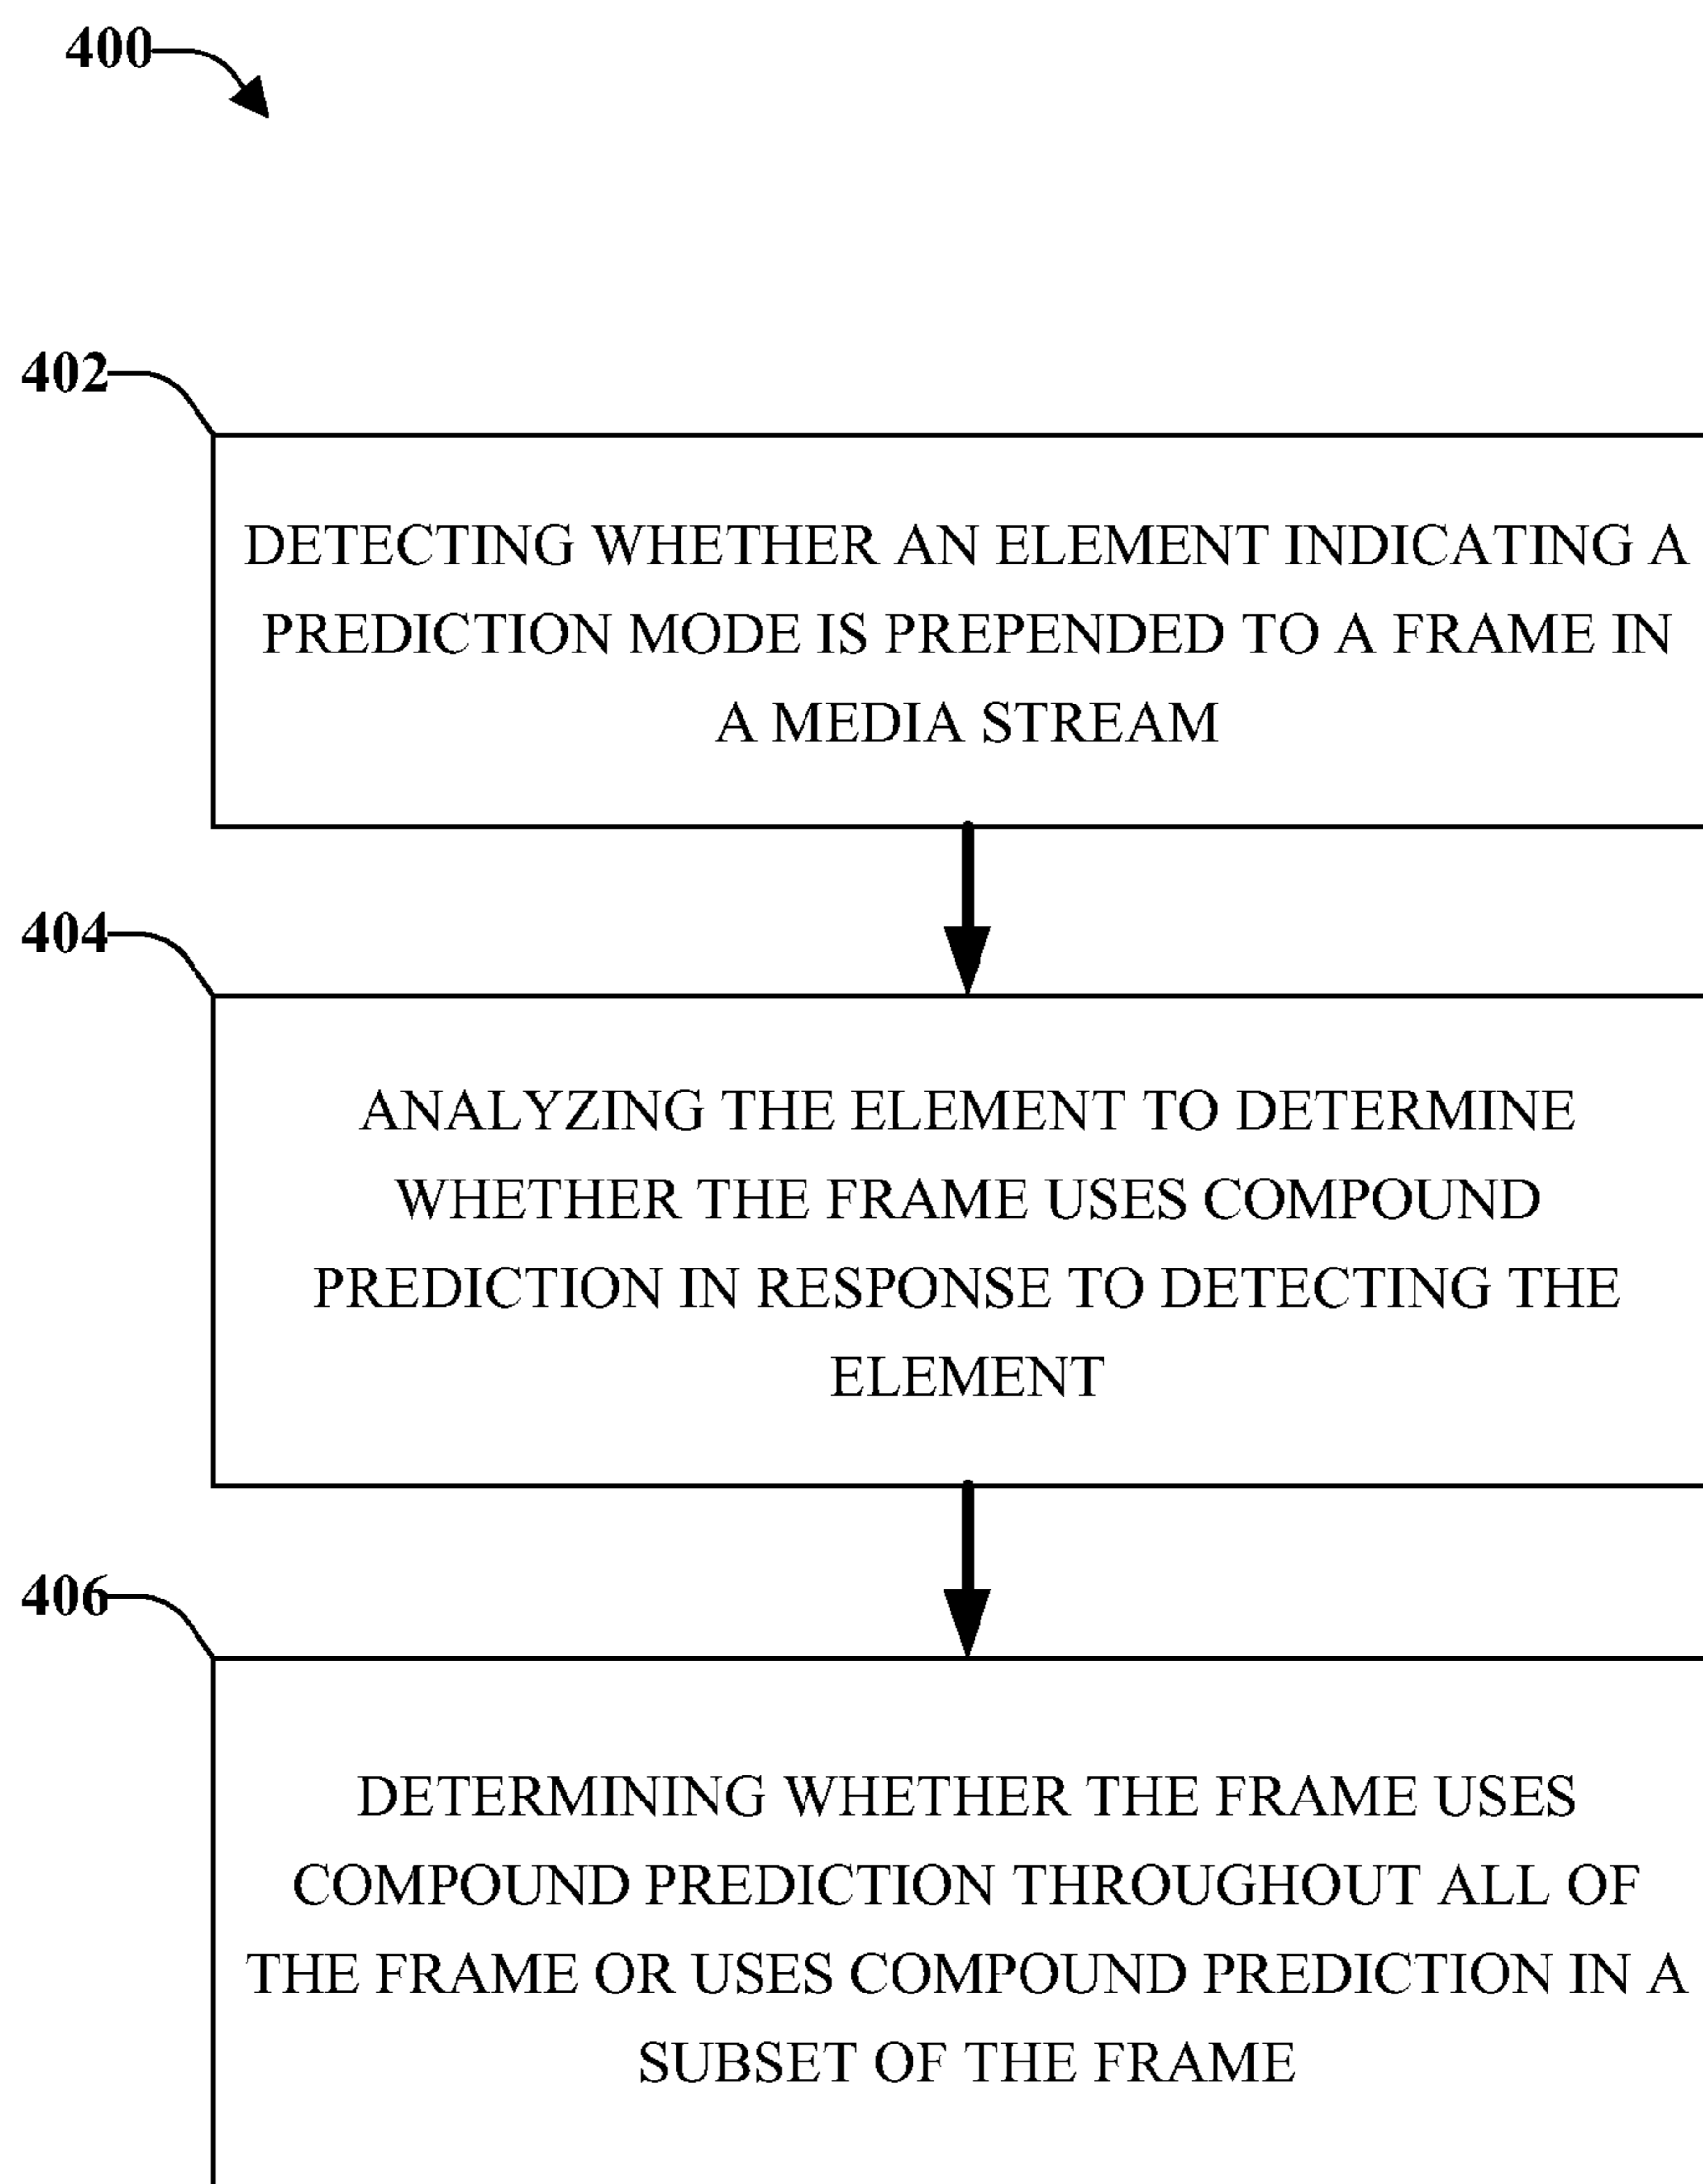 400
402
DETECTING WHETHER AN ELEMENT INDICATING A
PREDICTION MODE IS PREPENDED TO A FRAME IN
A MEDIA STREAM
404
ANALYZING THE ELEMENT TO DETERMINE
WHETHER THE FRAME USES COMPOUND
PREDICTION IN RESPONSE TO DETECTING THE
ELEMENT
406
DETERMINING WHETHER THE FRAME USES
COMPOUND PREDICTION THROUGHOUT ALL OF
THE FRAME OR USES COMPOUND PREDICTION IN A
SUBSET OF THE FRAME